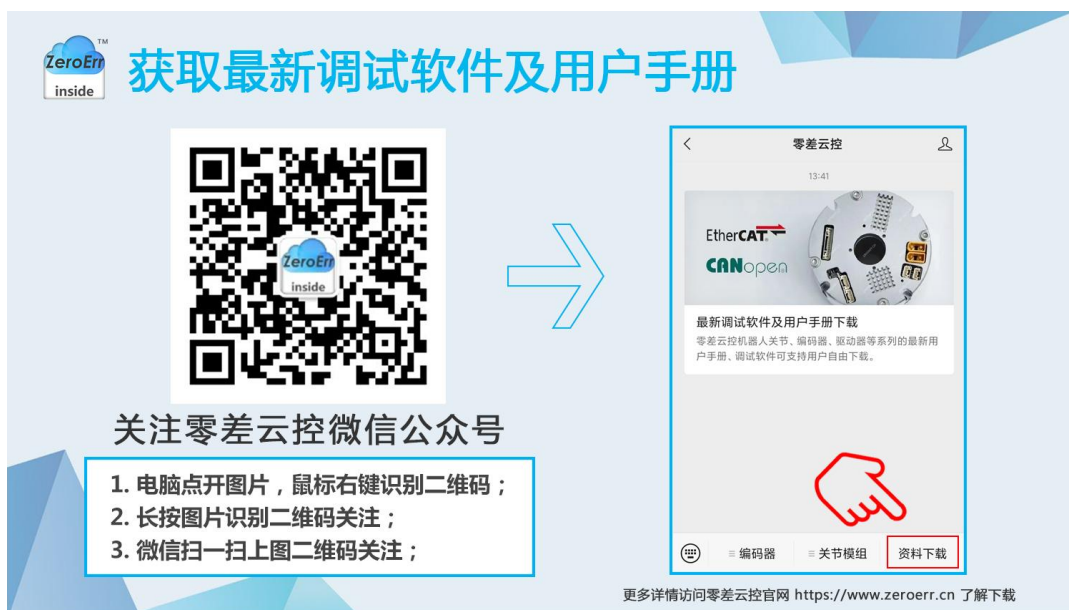 ZeroErr
TM
inside
获取最新调试软件及用户手册
ZeroErr
inside
关注零差云控微信公众号
1. 电脑点开图片，鼠标右键识别二维码；
2. 长按图片识别二维码关注；
3. 微信扫一扫上图二维码关注；
零差云控
13:41
EtherCAT
CANopen
最新调试软件及用户手册下载
零差云控机器人关节、编码器、驱动器等系列的最新用
户手册、调试软件可支持用户自由下载。
编码器
关节模组
资料下载
更多详情访问零差云控官网 https://www.zeroerr.cn 了解下载